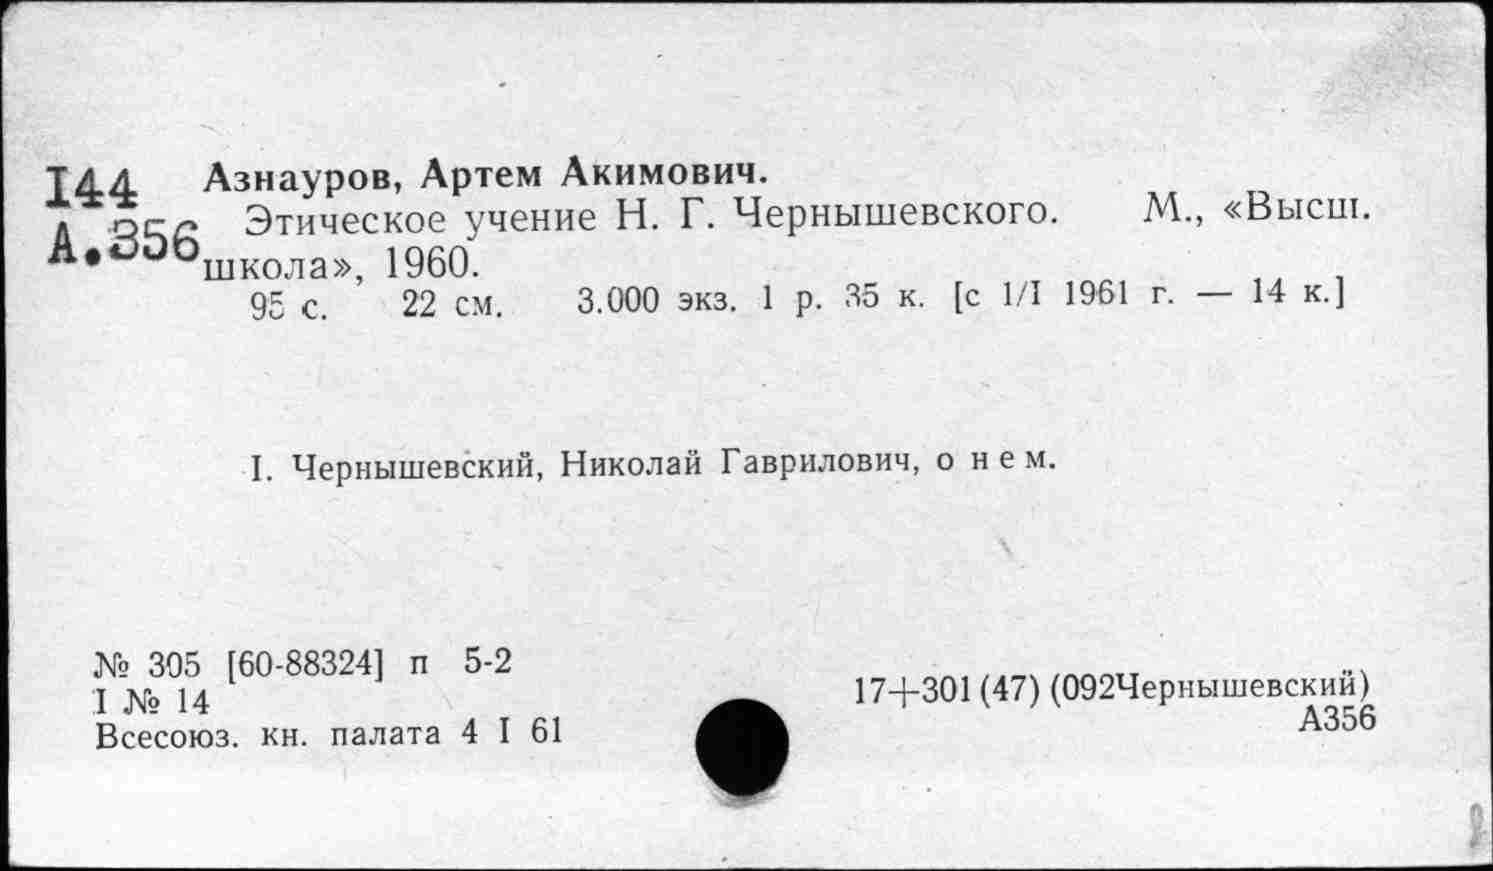 I44 Азнауров, Артем Акимович.
А.356 Этическое учение Н. Г. Чернышевского. М., «Высш.
школа», 1960.
95 с. 22 см. 3.000 экз. 1 р. 35 к. [с 1/I 1961 г. — 14 к.]
I. Чернышевский, Николай Гаврилович, о нем.
№ 305 [60-88324] п 5-2
I № 14
Всесоюз. кн. палата 4 I 61
17+301(47)(092Чернышевский)
А356